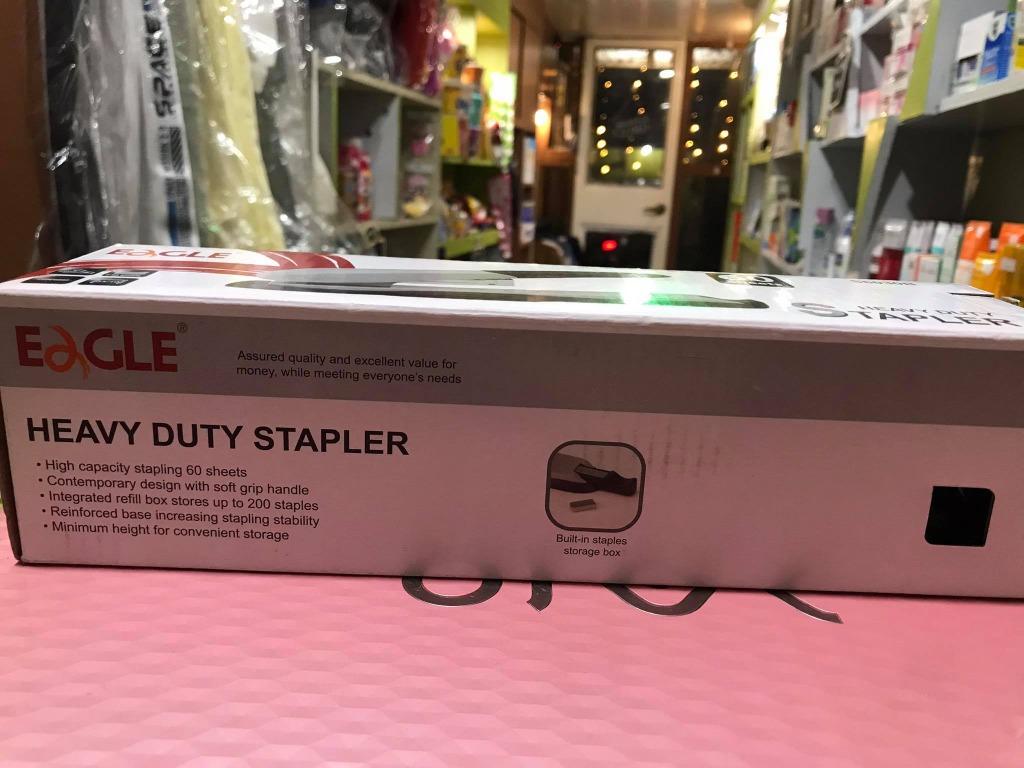 SPACE
EAGLE
HEAVY DUTY
STAPLER
EAGLE®
Assured quality and excellent value for
money, while meeting everyone's needs
HEAVY DUTY STAPLER
• High capacity stapling 60 sheets
• Contemporary design with soft grip handle
• Integrated refill box stores up to 200 staples
• Reinforced base increasing stapling stability
• Minimum height for convenient storage
Built-in staples
storage box